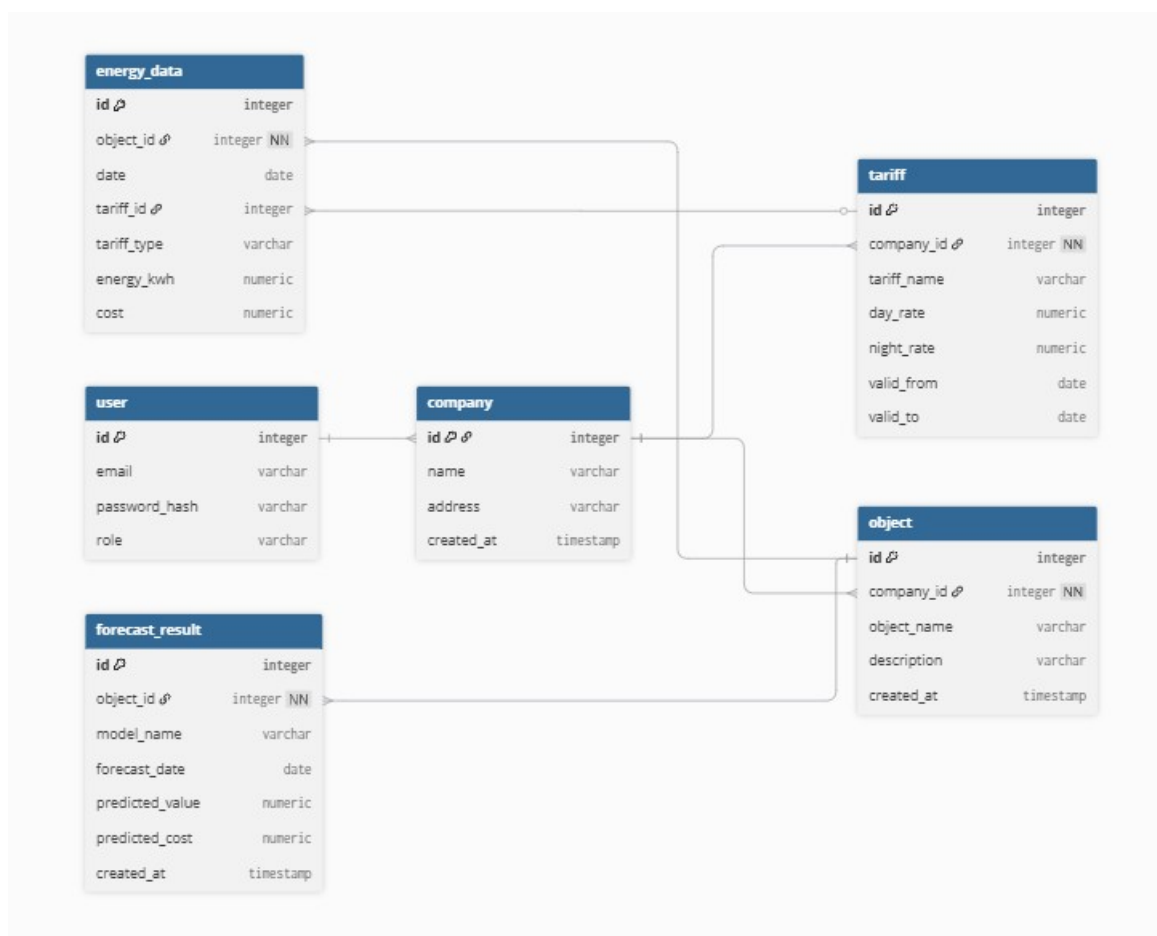 energy_data
id integer
object_id integer NN
date date
tariff_id integer
tariff_type varchar
energy_kwh numeric
cost numeric
tariff
id integer
company_id integer NN
tariff_name varchar
day_rate numeric
night_rate numeric
valid_from date
valid_to date
user
id integer
email varchar
password_hash varchar
role varchar
company
id integer
name varchar
address varchar
created_at timestamp
object
id integer
company_id integer NN
object_name varchar
description varchar
created_at timestamp
forecast_result
id integer
object_id integer NN
model_name varchar
forecast_date date
predicted_value numeric
predicted_cost numeric
created_at timestamp